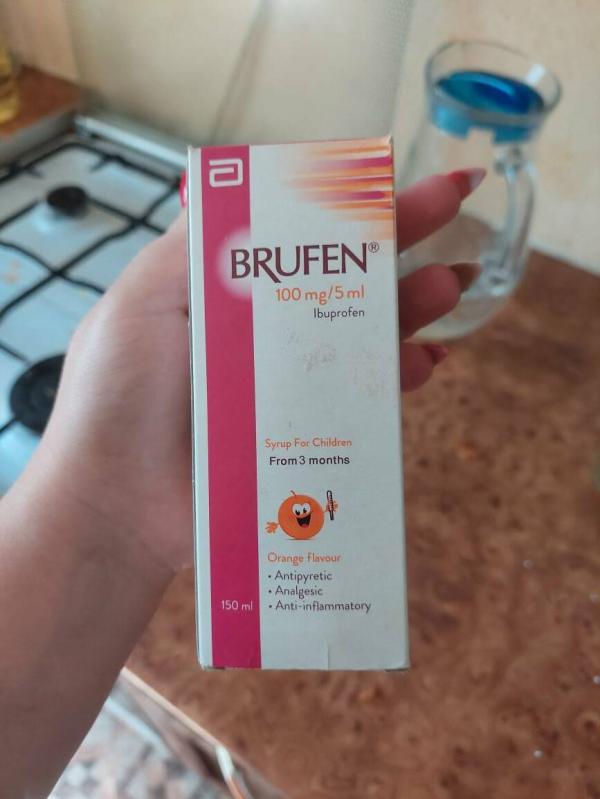 BRUFEN®
100 mg/5 ml
Ibuprofen
Syrup For Children
From 3 months
Orange flavour
• Antipyretic
• Analgesic
• Anti-inflammatory
150 ml